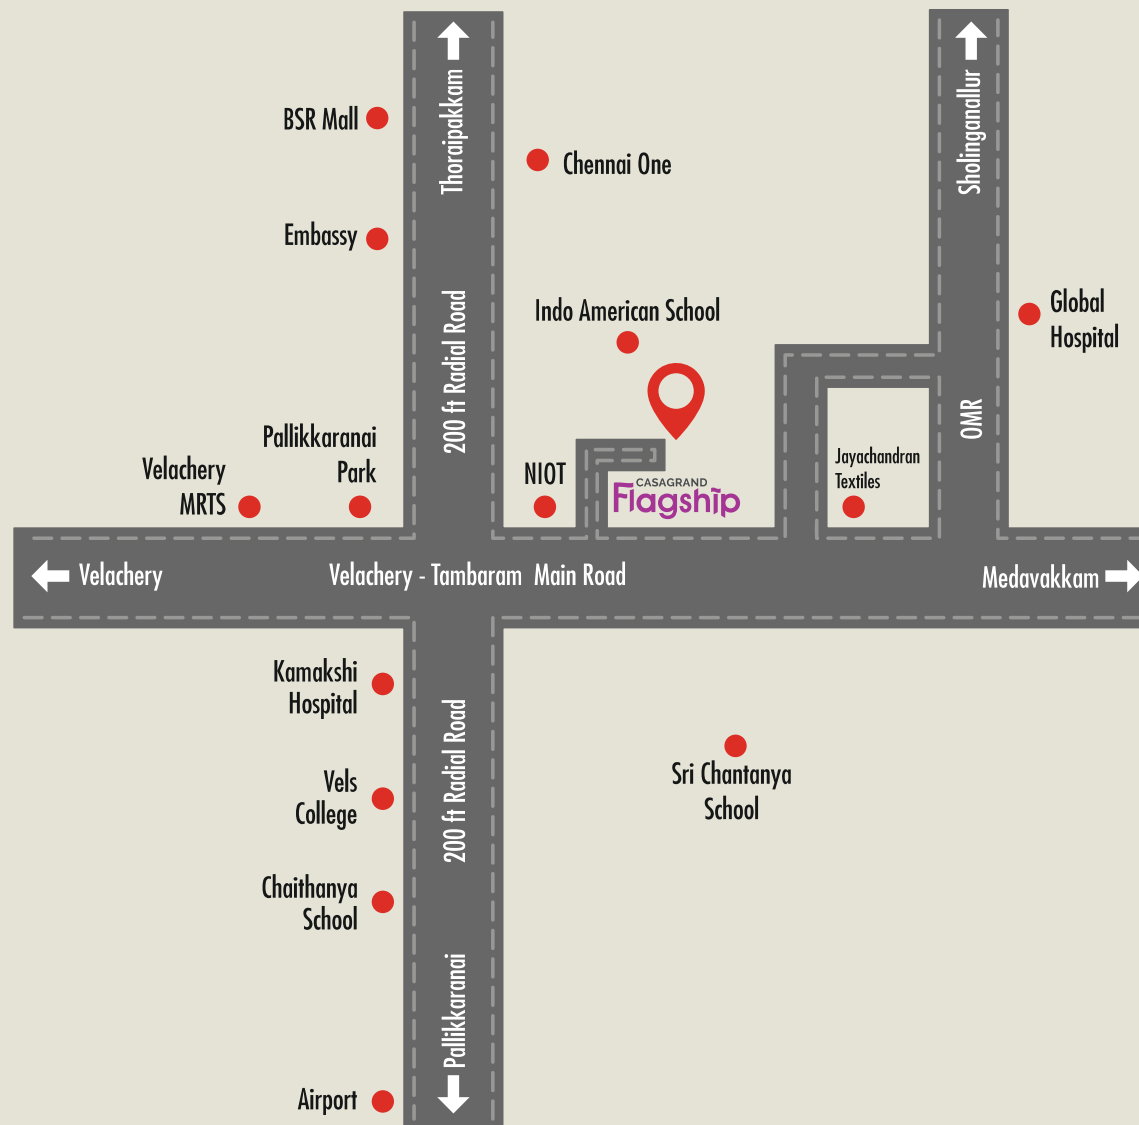 Thoraipakkam
Sholinganallur
BSR Mall
Chennai One
Embassy
200 ft Radial Road
Indo American School
Global
Hospital
OMR
Pallikkaranai
Park
Velachery
MRTS
NIOT
CASAGRAND
Flagship
Jayachandran
Textiles
Velachery
Velachery - Tambaram Main Road
Medavakkam
Kamakshi
Hospital
200 ft Radial Road
Vels
College
Sri Chantanya
School
Chaithanya
School
Pallikkaranai
Airport